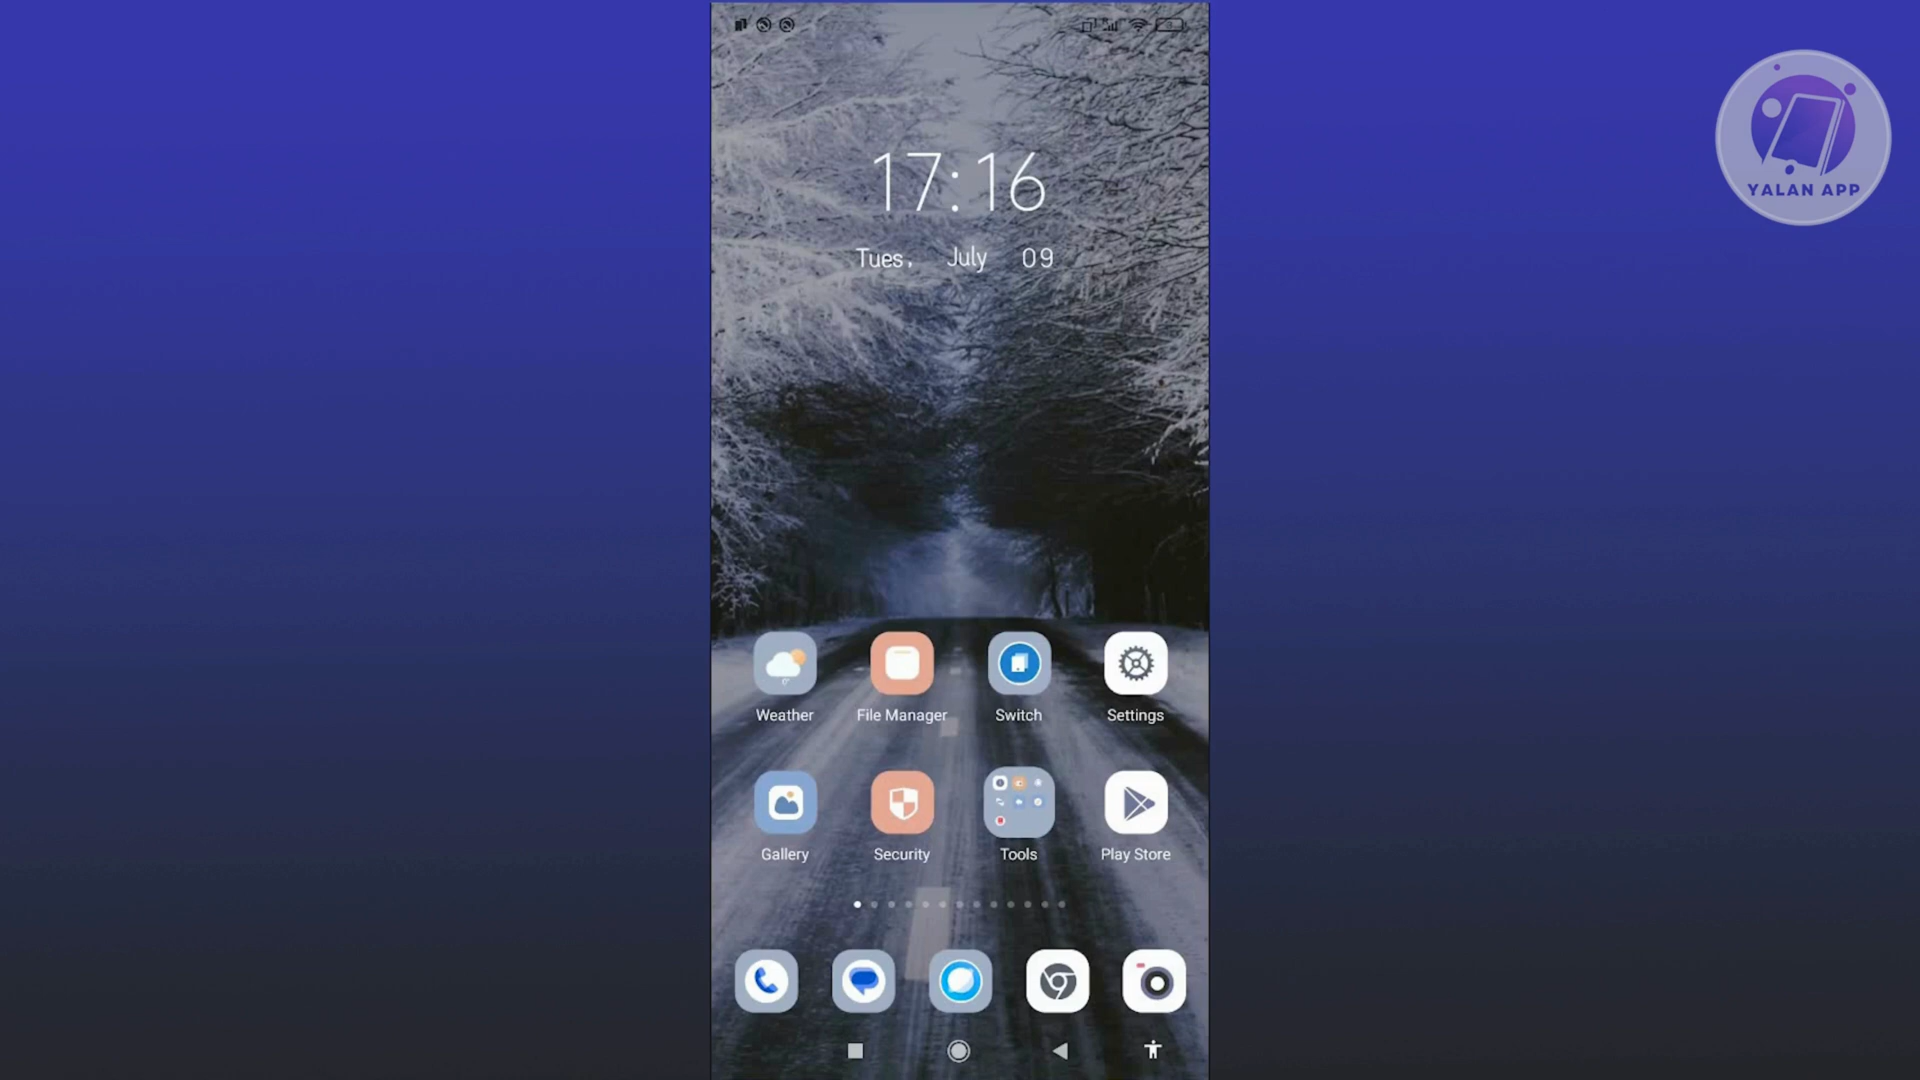 17:16
Tues, July 09
YALAN APP
Weather File Manager Switch Settings
Gallery Security Tools Play Store